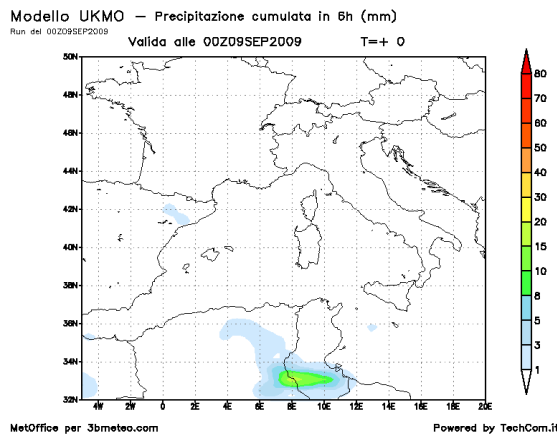 Modello UKMO – Precipitazione cumulata in 6h (mm)
Run del 00Z09SEP2009
Valida alle 00Z09SEP2009 T=+ 0
50N
48N
46N
44N
42N
40N
38N
36N
34N
32N
4W 2W 0 2E 4E 6E 8E 10E 12E 14E 16E 18E 20E
80
70
60
50
40
30
20
15
10
8
5
3
1
MetOffice per 3bmeteo.com
Powered by TechCom.it